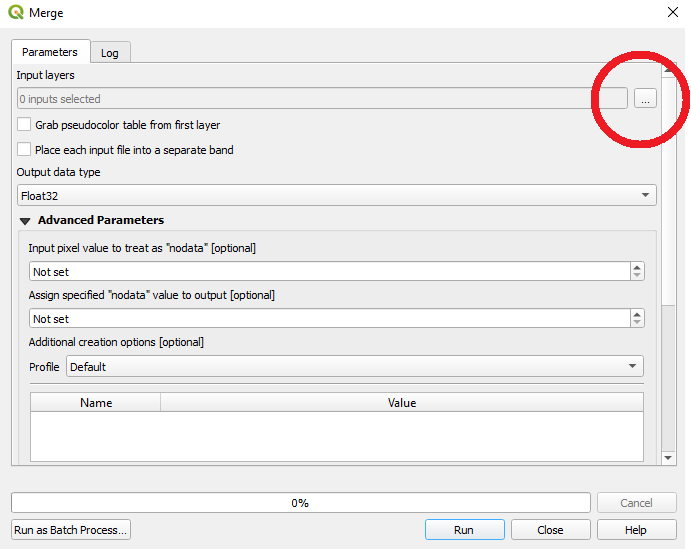 Merge
Parameters
Log
Input layers
0 inputs selected
...
Grab pseudocolor table from first layer
Place each input file into a separate band
Output data type
Float32
Advanced Parameters
Input pixel value to treat as "nodata" [optional]
Not set
Assign specified "nodata" value to output [optional]
Not set
Additional creation options [optional]
Profile Default
Name Value
0%
Cancel
Run as Batch Process... Run Close Help